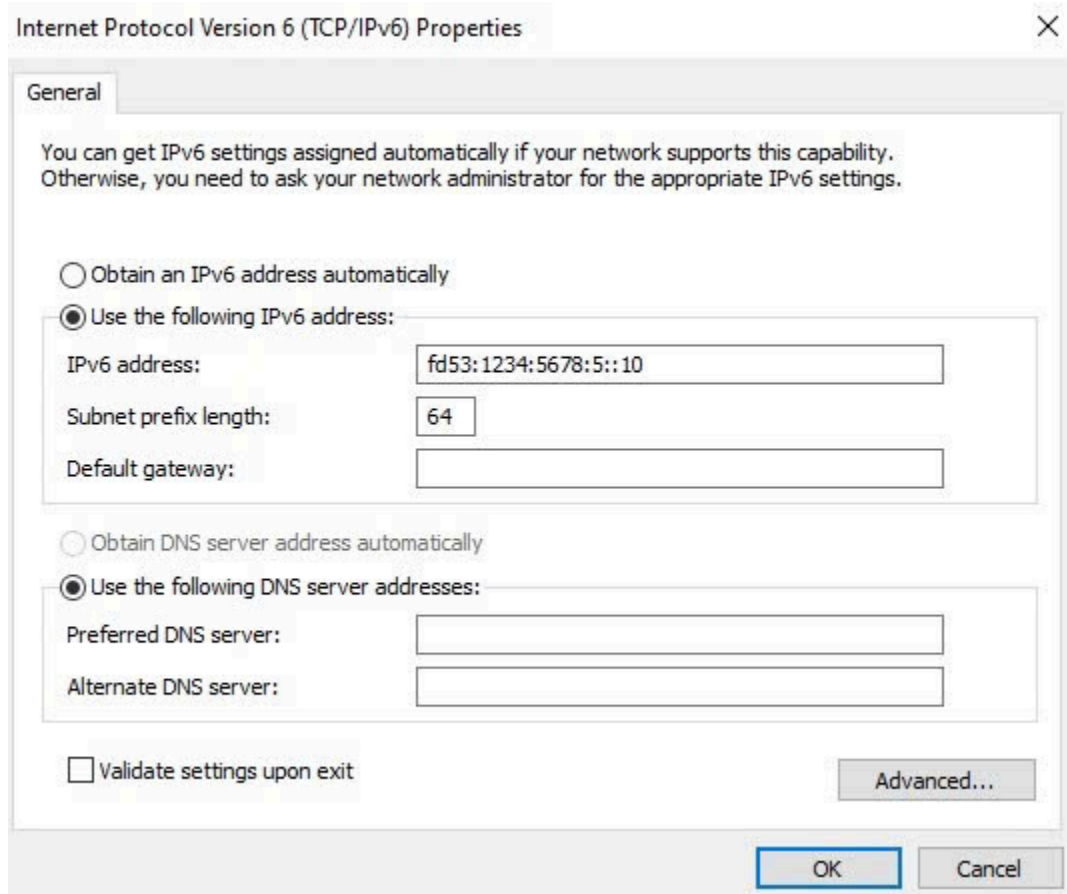 Internet Protocol Version 6 (TCP/IPv6) Properties
General
You can get IPv6 settings assigned automatically if your network supports this capability.
Otherwise, you need to ask your network administrator for the appropriate IPv6 settings.
Obtain an IPv6 address automatically
Use the following IPv6 address:
IPv6 address: fd53:1234:5678:5::10
Subnet prefix length: 64
Default gateway:
Obtain DNS server address automatically
Use the following DNS server addresses:
Preferred DNS server:
Alternate DNS server:
Validate settings upon exit
Advanced...
OK Cancel